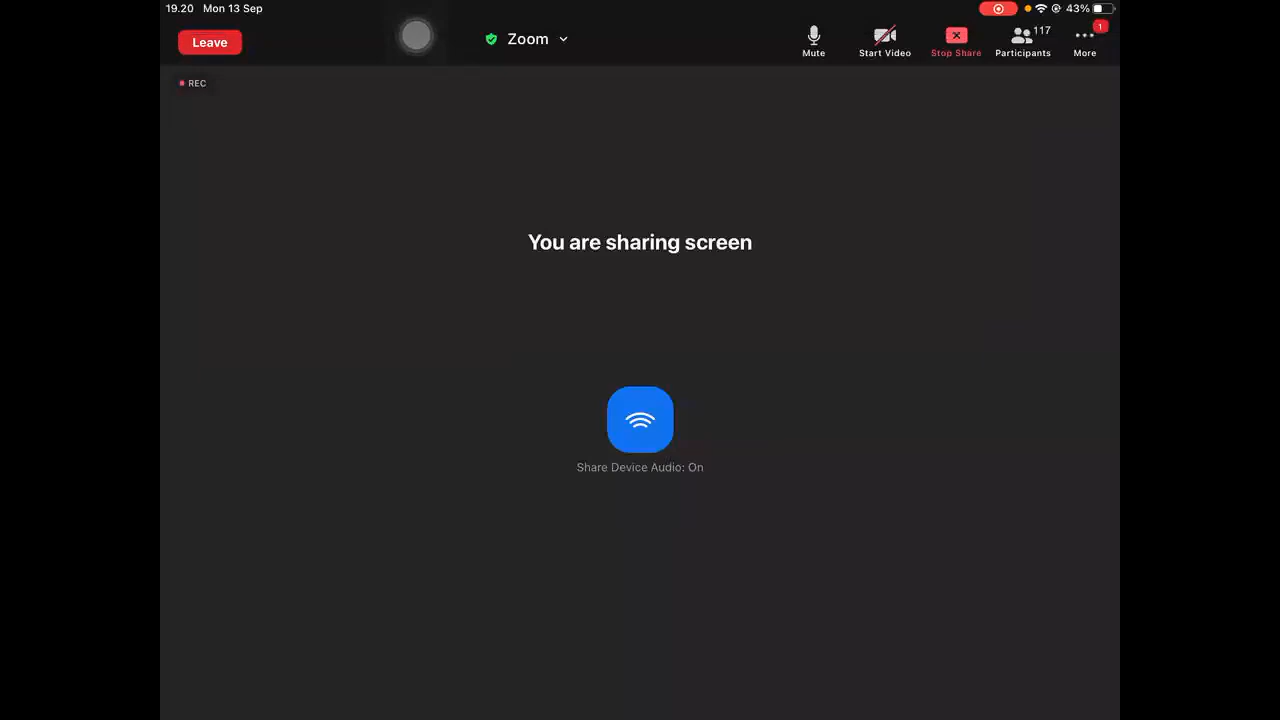 19.20 Mon 13 Sep
43%
Leave
Zoom
Mute
Start Video
Stop Share
117
Participants
1
More
REC
You are sharing screen
Share Device Audio: On